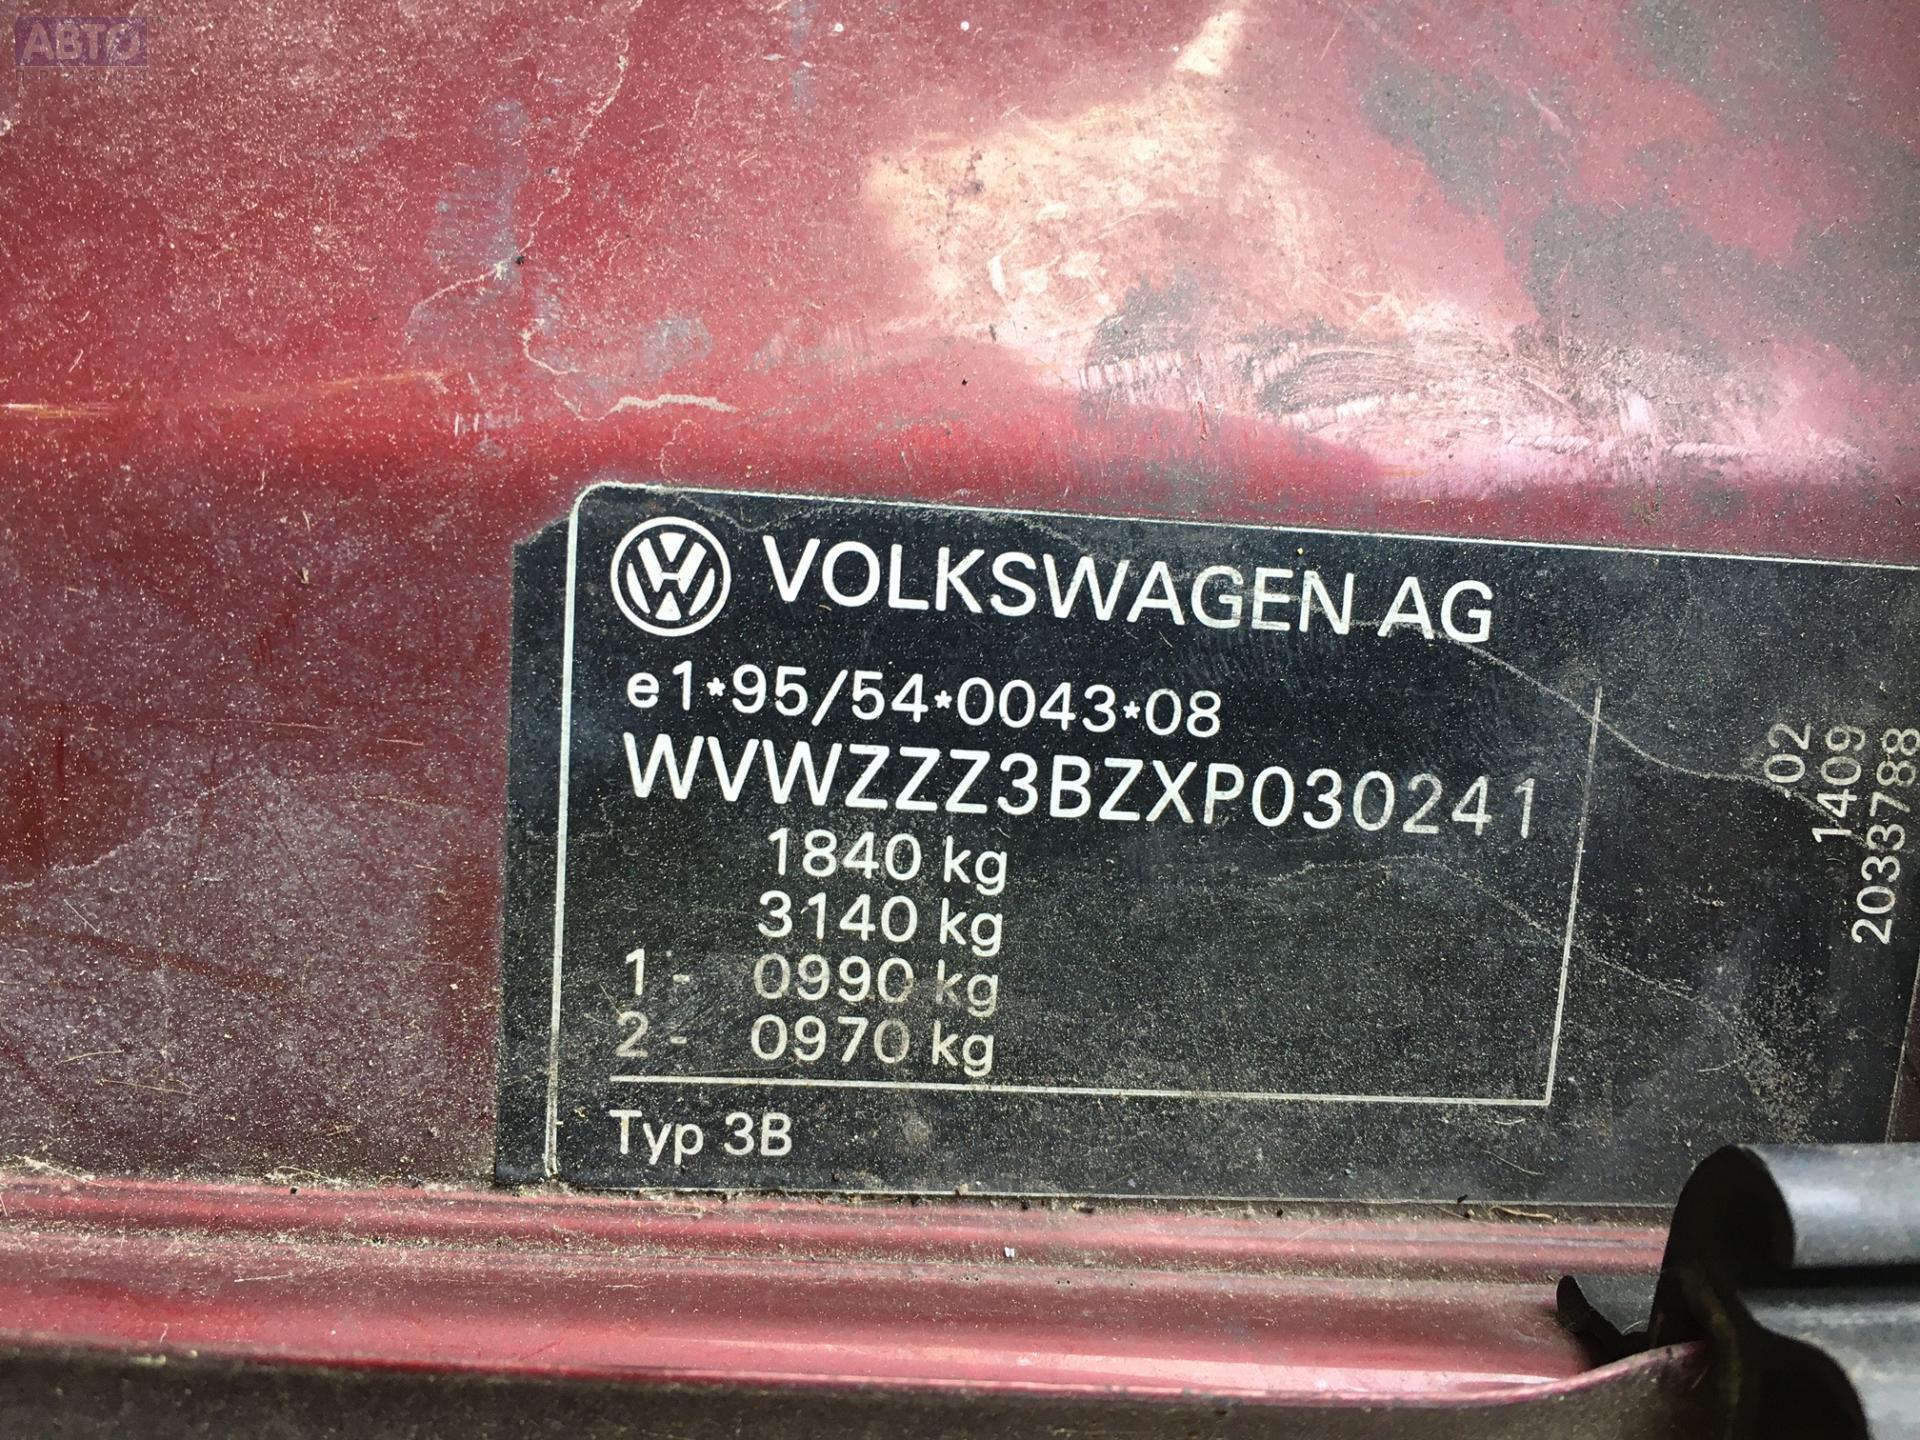 АВТО
VOLKSWAGEN AG
e1*95/54*0043*08
WVWZZZ3BZXP030241
1840 kg
3140 kg
1 - 0990 kg
2 - 0970 kg
Typ 3B
02
1409
2033788